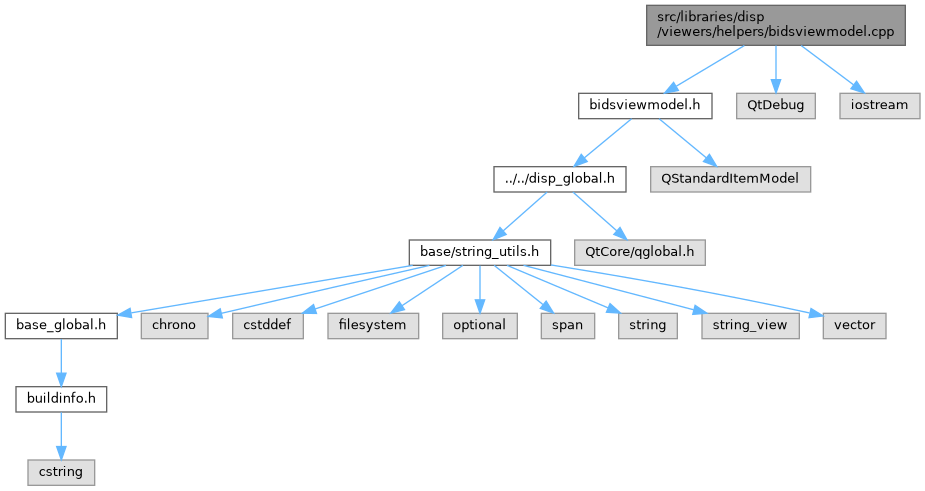 src/libraries/disp
/viewers/helpers/bidsviewmodel.cpp
bidsviewmodel.h
QtDebug
iostream
../../disp_global.h
QStandardItemModel
base/string_utils.h
QtCore/qglobal.h
base_global.h
chrono
cstddef
filesystem
optional
span
string
string_view
vector
buildinfo.h
cstring